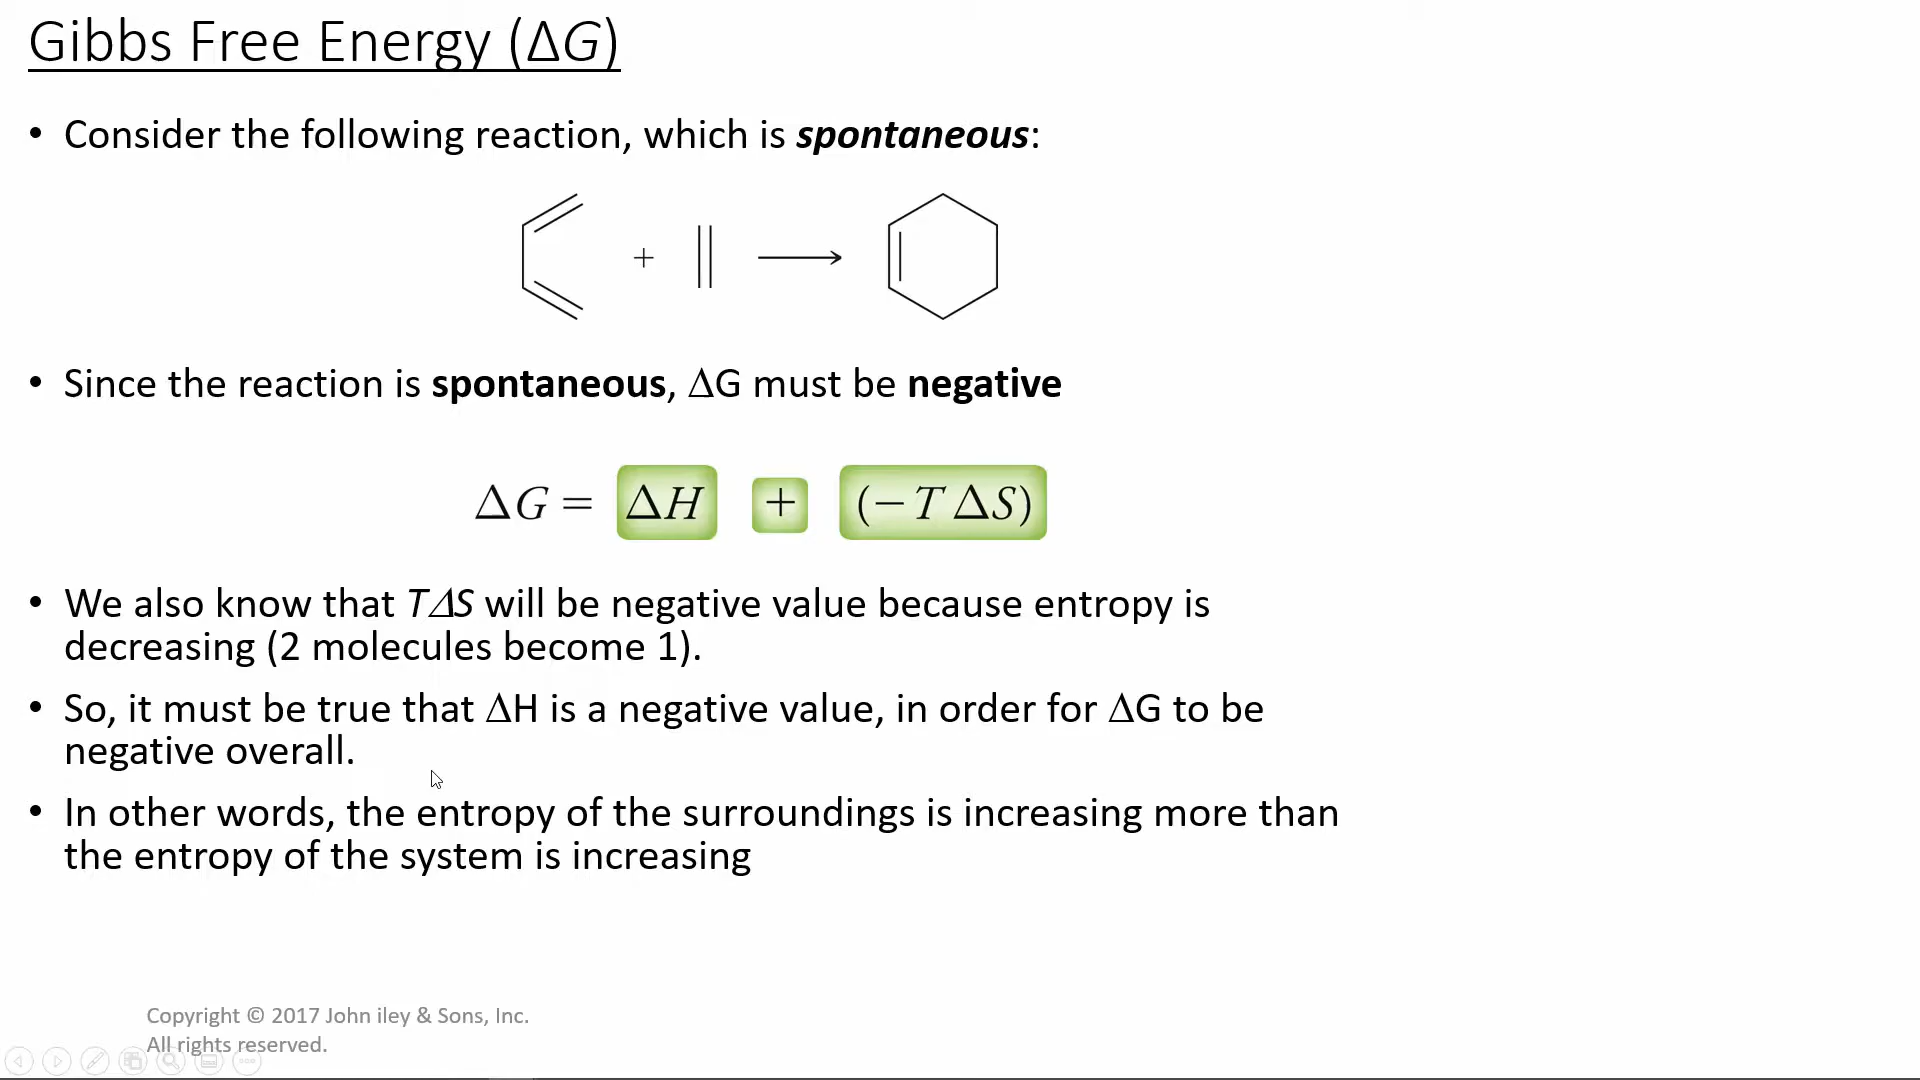 Gibbs Free Energy (ΔG)
• Consider the following reaction, which is spontaneous:
+
• Since the reaction is spontaneous, ΔG must be negative
ΔG = ΔH + (−T ΔS)
• We also know that TΔS will be negative value because entropy is
decreasing (2 molecules become 1).
• So, it must be true that ΔH is a negative value, in order for ΔG to be
negative overall.
• In other words, the entropy of the surroundings is increasing more than
the entropy of the system is increasing
Copyright © 2017 John iley & Sons, Inc.
All rights reserved.